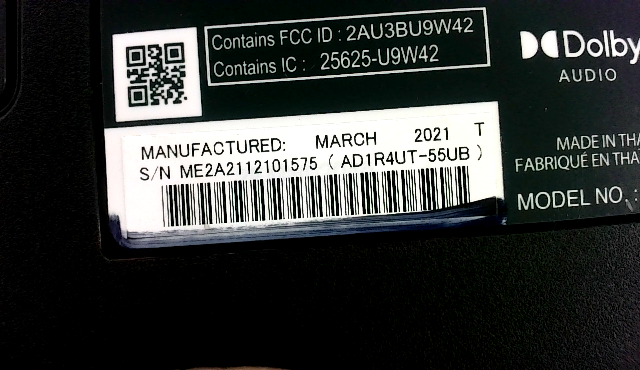 Contains FCC ID : 2AU3BU9W42
Contains IC : 25625-U9W42
Dolby
AUDIO
MANUFACTURED: MARCH 2021 T
S/N ME2A2112101575 ( AD1R4UT-55UB )
MADE IN THA
FABRIQUÉ EN THA
MODEL NO. :